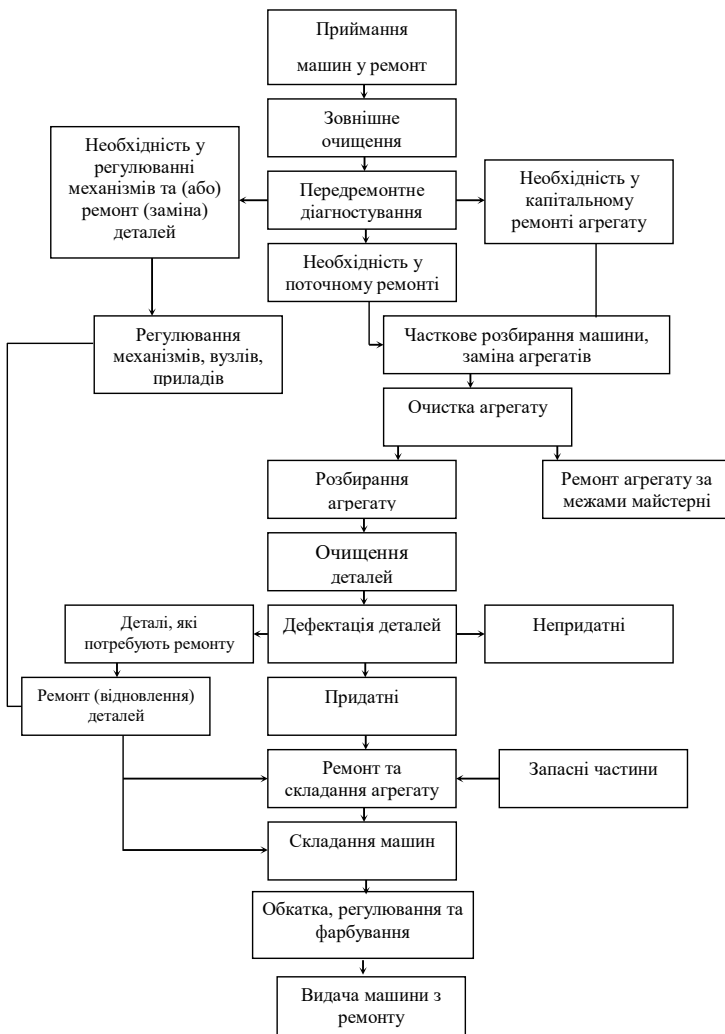 Приймання
машин у ремонт
Зовнішне
очищення
Необхідність у
регулюванні
механізмів та (або)
ремонт (заміна)
деталей
Передремонтне
діагностування
Необхідність у
капітальному
ремонті агрегату
Необхідність у
поточному ремонті
Регулювання
механізмів, вузлів,
приладів
Часткове розбирання машини,
заміна агрегатів
Очистка агрегату
Розбирання
агрегату
Ремонт агрегату за
межами майстерні
Очищення
деталей
Деталі, які
потребують ремонту
Дефектація деталей
Непридатні
Ремонт (відновлення)
деталей
Придатні
Ремонт та
складання агрегату
Запасні частини
Складання машин
Обкатка, регулювання та
фарбування
Видача машини з
ремонту